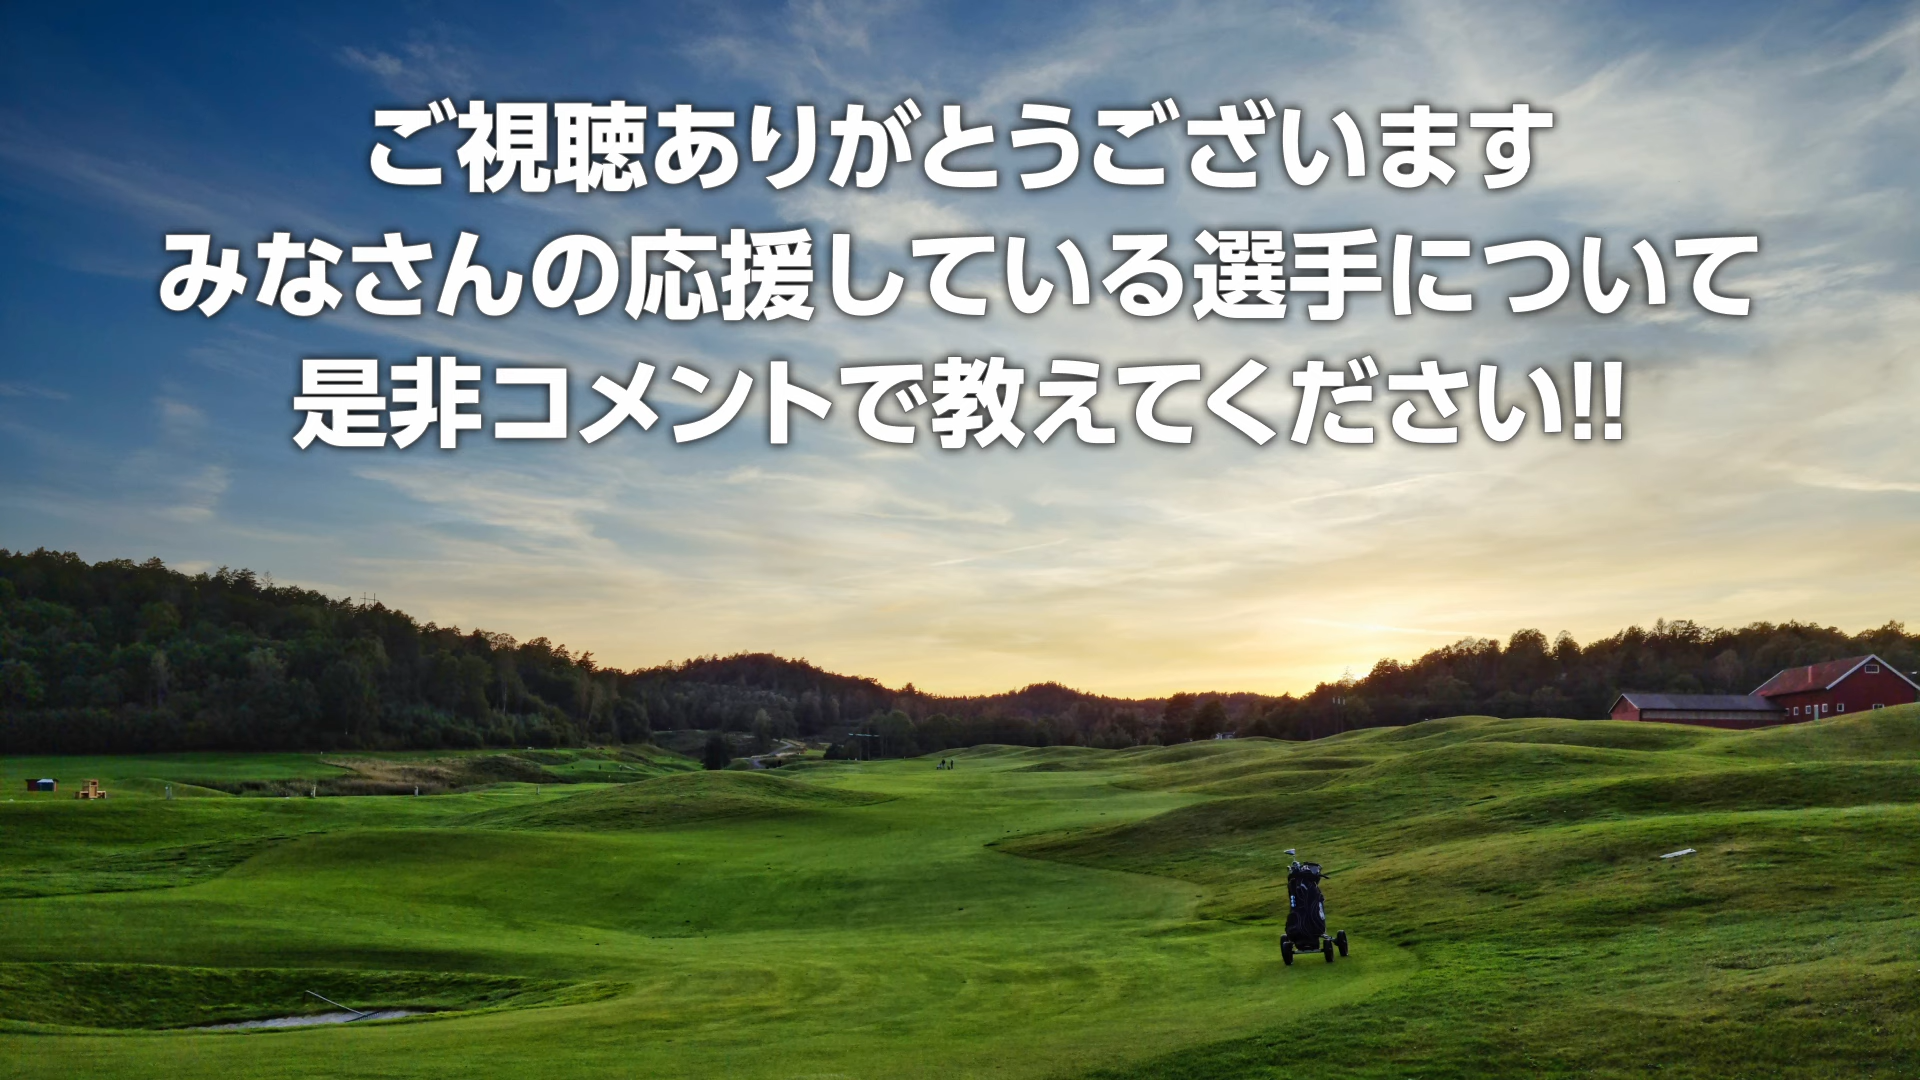 ご視聴ありがとうございます
みなさんの応援している選手について
是非コメントで教えてください!!